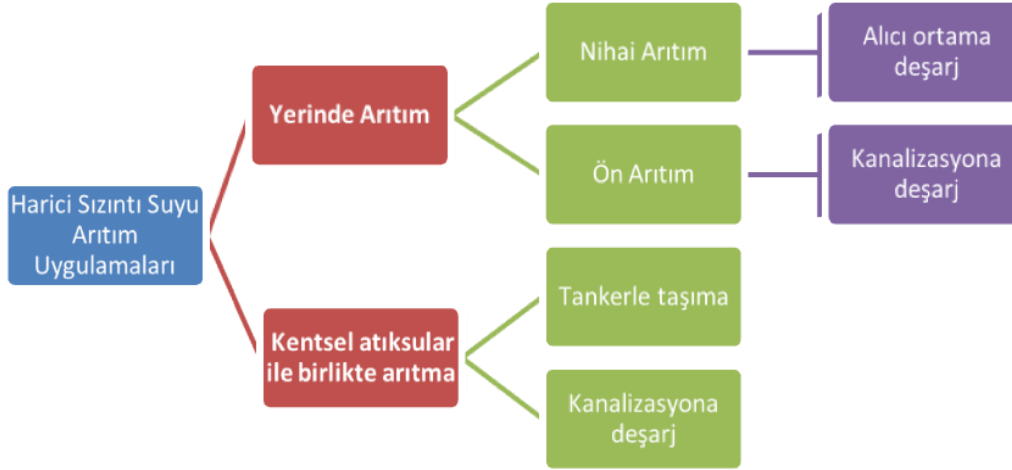 Harici Sızıntı Suyu
Arıtım
Uygulamaları
Yerinde Arıtım
Nihai Arıtım
Alıcı ortama
deşarj
Ön Arıtım
Kanalizasyona
deşarj
Kentsel atıksular
ile birlikte arıtma
Tankerle taşıma
Kanalizasyona
deşarj